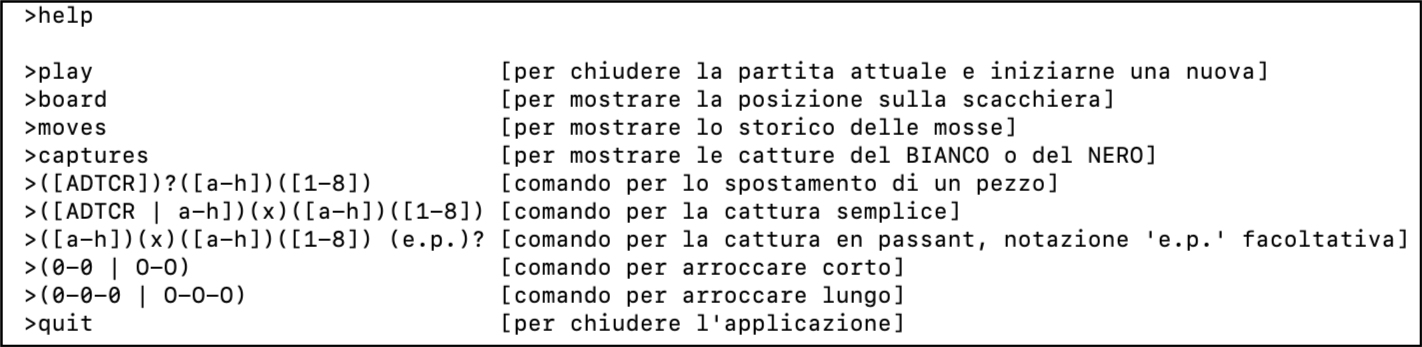 >help
>play [per chiudere la partita attuale e iniziarne una nuova]
>board [per mostrare la posizione sulla scacchiera]
>moves [per mostrare lo storico delle mosse]
>captures [per mostrare le catture del BIANCO o del NERO]
>([ADTCR])?([a-h])([1-8]) [comando per lo spostamento di un pezzo]
>([ADTCR | a-h])(x)([a-h])([1-8]) [comando per la cattura semplice]
>([a-h])(x)([a-h])([1-8]) (e.p.)? [comando per la cattura en passant, notazione 'e.p.' facoltativa]
>(0-0 | O-O) [comando per arroccare corto]
>(0-0-0 | O-O-O) [comando per arroccare lungo]
>quit [per chiudere l'applicazione]